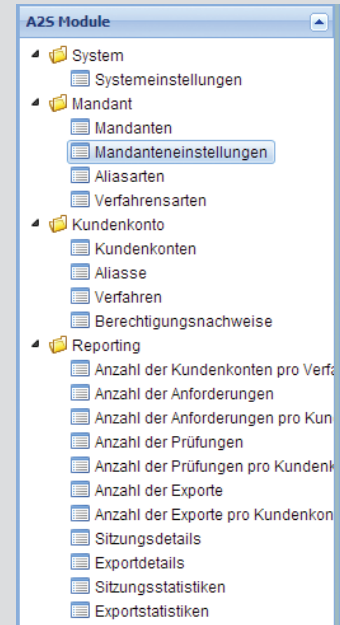 A2S Module
System
Systemeinstellungen
Mandant
Mandanten
Mandanteneinstellungen
Aliasarten
Verfahrensarten
Kundenkonto
Kundenkonten
Aliasse
Verfahren
Berechtigungsnachweise
Reporting
Anzahl der Kundenkonten pro Verfa
Anzahl der Anforderungen
Anzahl der Anforderungen pro Kun
Anzahl der Prüfungen
Anzahl der Prüfungen pro Kundenk
Anzahl der Exporte
Anzahl der Exporte pro Kundenkon
Sitzungsdetails
Exportdetails
Sitzungsstatistiken
Exportstatistiken